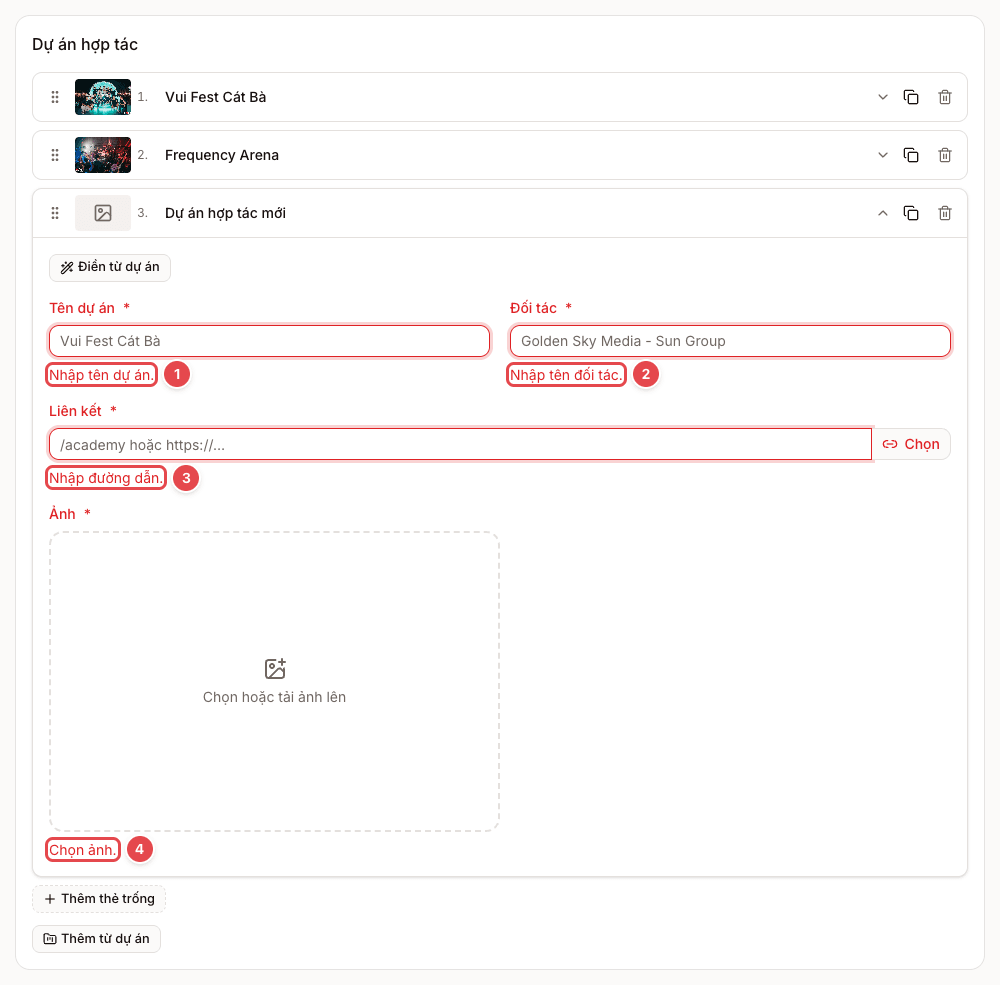 Dự án hợp tác
1. Vui Fest Cát Bà
2. Frequency Arena
3. Dự án hợp tác mới
Điền từ dự án
Tên dự án *
Đối tác *
Vui Fest Cát Bà
Golden Sky Media - Sun Group
Nhập tên dự án. 1
Nhập tên đối tác. 2
Liên kết *
/academy hoặc https://...
Chọn
Nhập đường dẫn. 3
Ảnh *
Chọn hoặc tải ảnh lên
Chọn ảnh. 4
Thêm thẻ trống
Thêm từ dự án